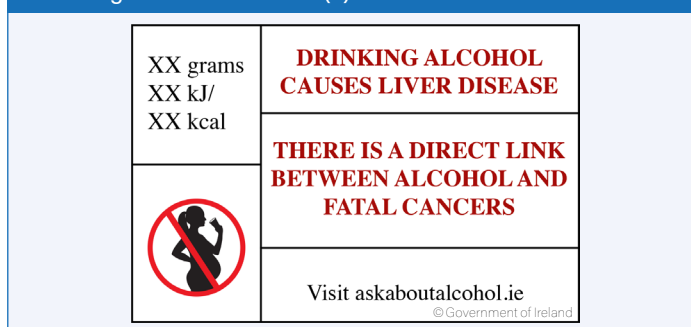 XX grams
XX kJ/
XX kcal
DRINKING ALCOHOL
CAUSES LIVER DISEASE
THERE IS A DIRECT LINK
BETWEEN ALCOHOL AND
FATAL CANCERS
Visit askaboutalcohol.ie
© Government of Ireland